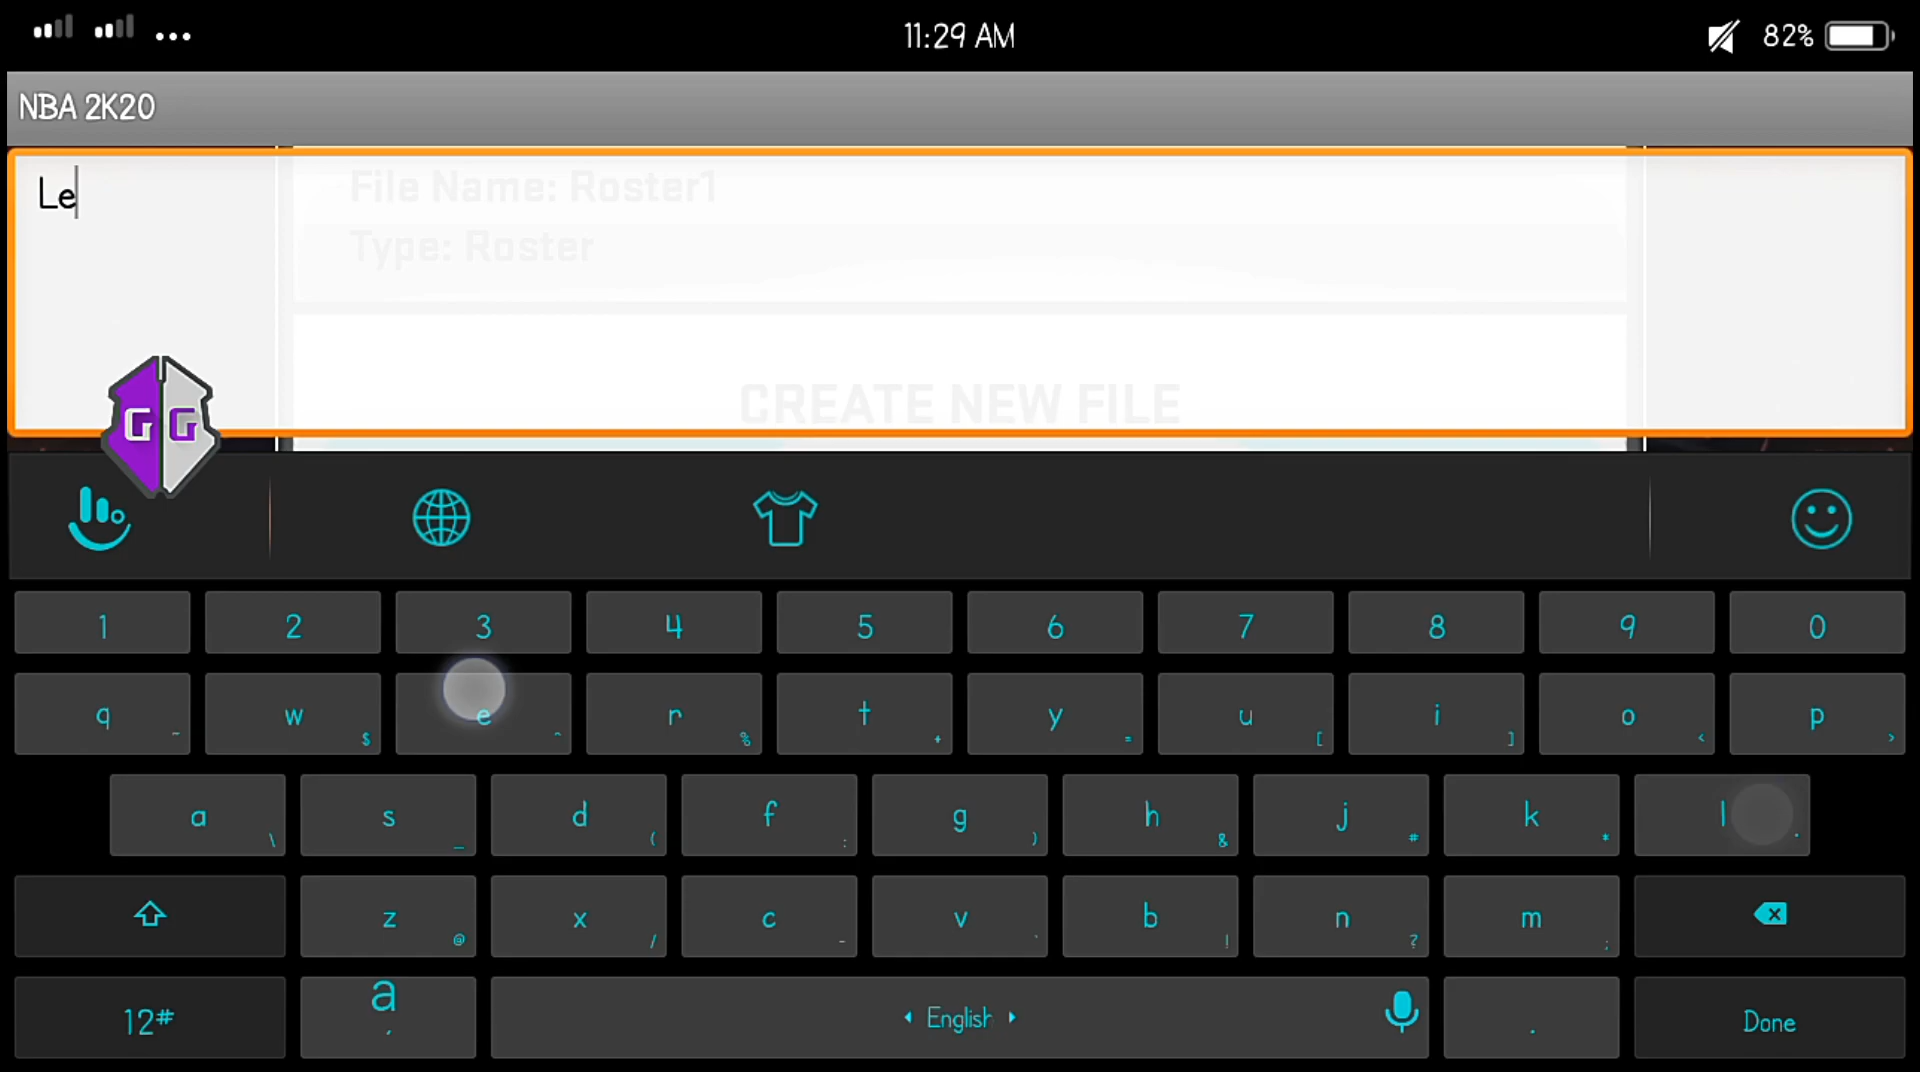 11:29 AM
82%
NBA 2K20
Le
File Name: Roster1
Type: Roster
CREATE NEW FILE
G G
1 2 3 4 5 6 7 8 9 0
q ~ w $ e ^ r % t + y = u [ i ] o < p >
a \ s _ d ( f : g ) h & j # k * l .
z @ x / c - v ` b ! n ? m ;
12# a , English . Done